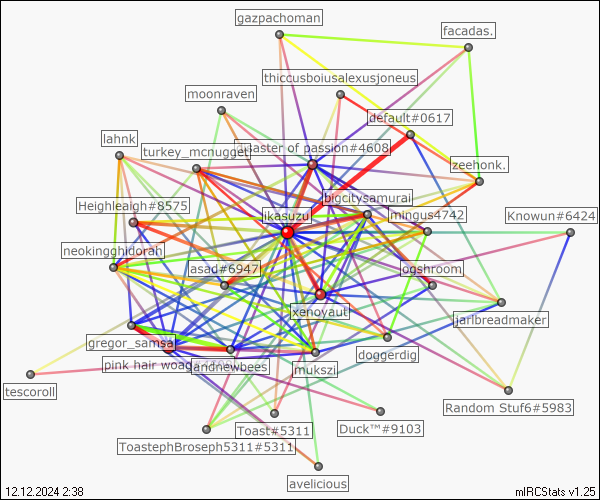 gazpachoman
facadas.
thiccusboiusalexusjoneus
moonraven
default#0617
lahnk
turkey_mcnugget
master of passion#4608
zeehonk.
bigcitysamurai
Heighleaigh#8575
ikasuzu
mingus4742
Knowun#6424
neokingghidorah
asad#6947
ogshroom.
xenoyaut
jarlbreadmaker
gregor_samsa
doggerdig
pink hair woag
andnewbees
mukszi
tescoroll
Random Stuf6#5983
Toast#5311
Duck™#9103
ToastephBroseph5311#5311
avelicious
12.12.2024 2:38
mIRCStats v1.25